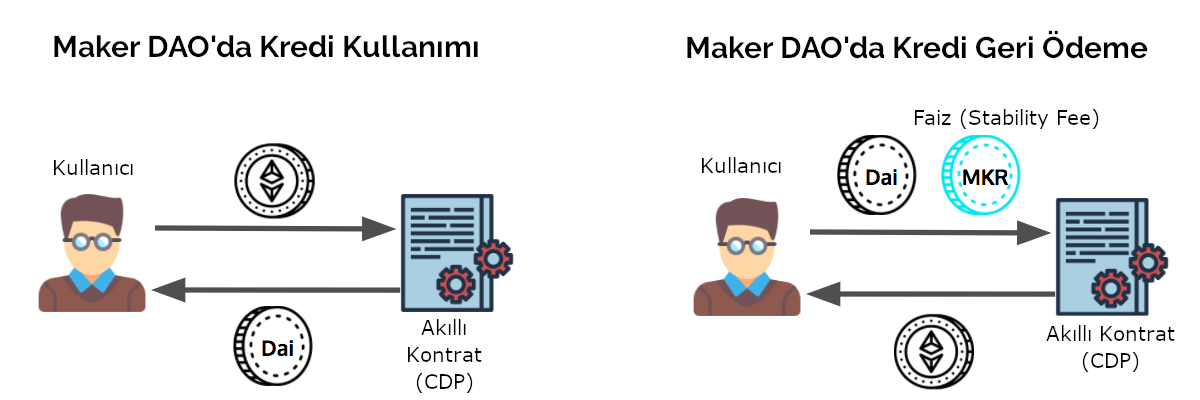 Maker DAO'da Kredi Kullanımı
Kullanıcı
Dai
Akıllı
Kontrat
(CDP)
Maker DAO'da Kredi Geri Ödeme
Faiz (Stability Fee)
Kullanıcı
Dai
MKR
Akıllı Kontrat
(CDP)